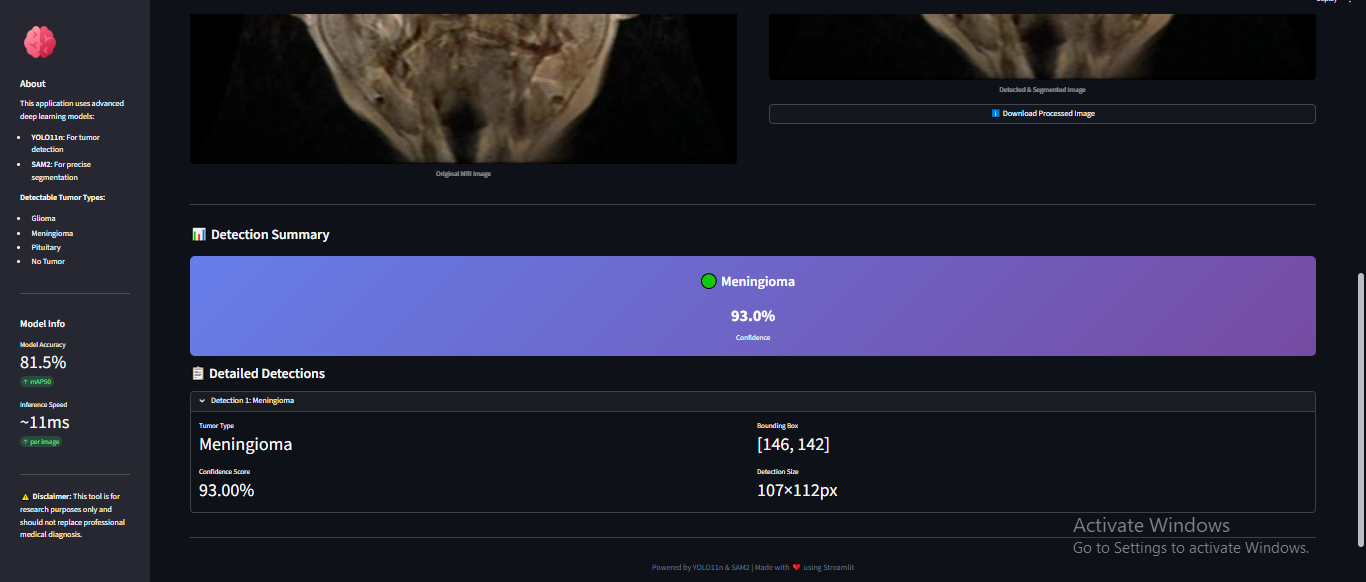 About
This application uses advanced
deep learning models:
YOLO11n: For tumor
detection
SAM2: For precise
segmentation
Detectable Tumor Types:
Glioma
Meningioma
Pituitary
No Tumor
Model Info
Model Accuracy
81.5%
↑ mAP50
Inference Speed
~11ms
↑ per image
⚠️ Disclaimer: This tool is for
research purposes only and
should not replace professional
medical diagnosis.
Original MRI Image
Detected & Segmented Image
Download Processed Image
Detection Summary
Meningioma
93.0%
Confidence
Detailed Detections
Detection 1: Meningioma
Tumor Type
Meningioma
Bounding Box
[146, 142]
Confidence Score
93.00%
Detection Size
107×112px
Activate Windows
Go to Settings to activate Windows.
Powered by YOLO11n & SAM2 | Made with ❤️ using Streamlit